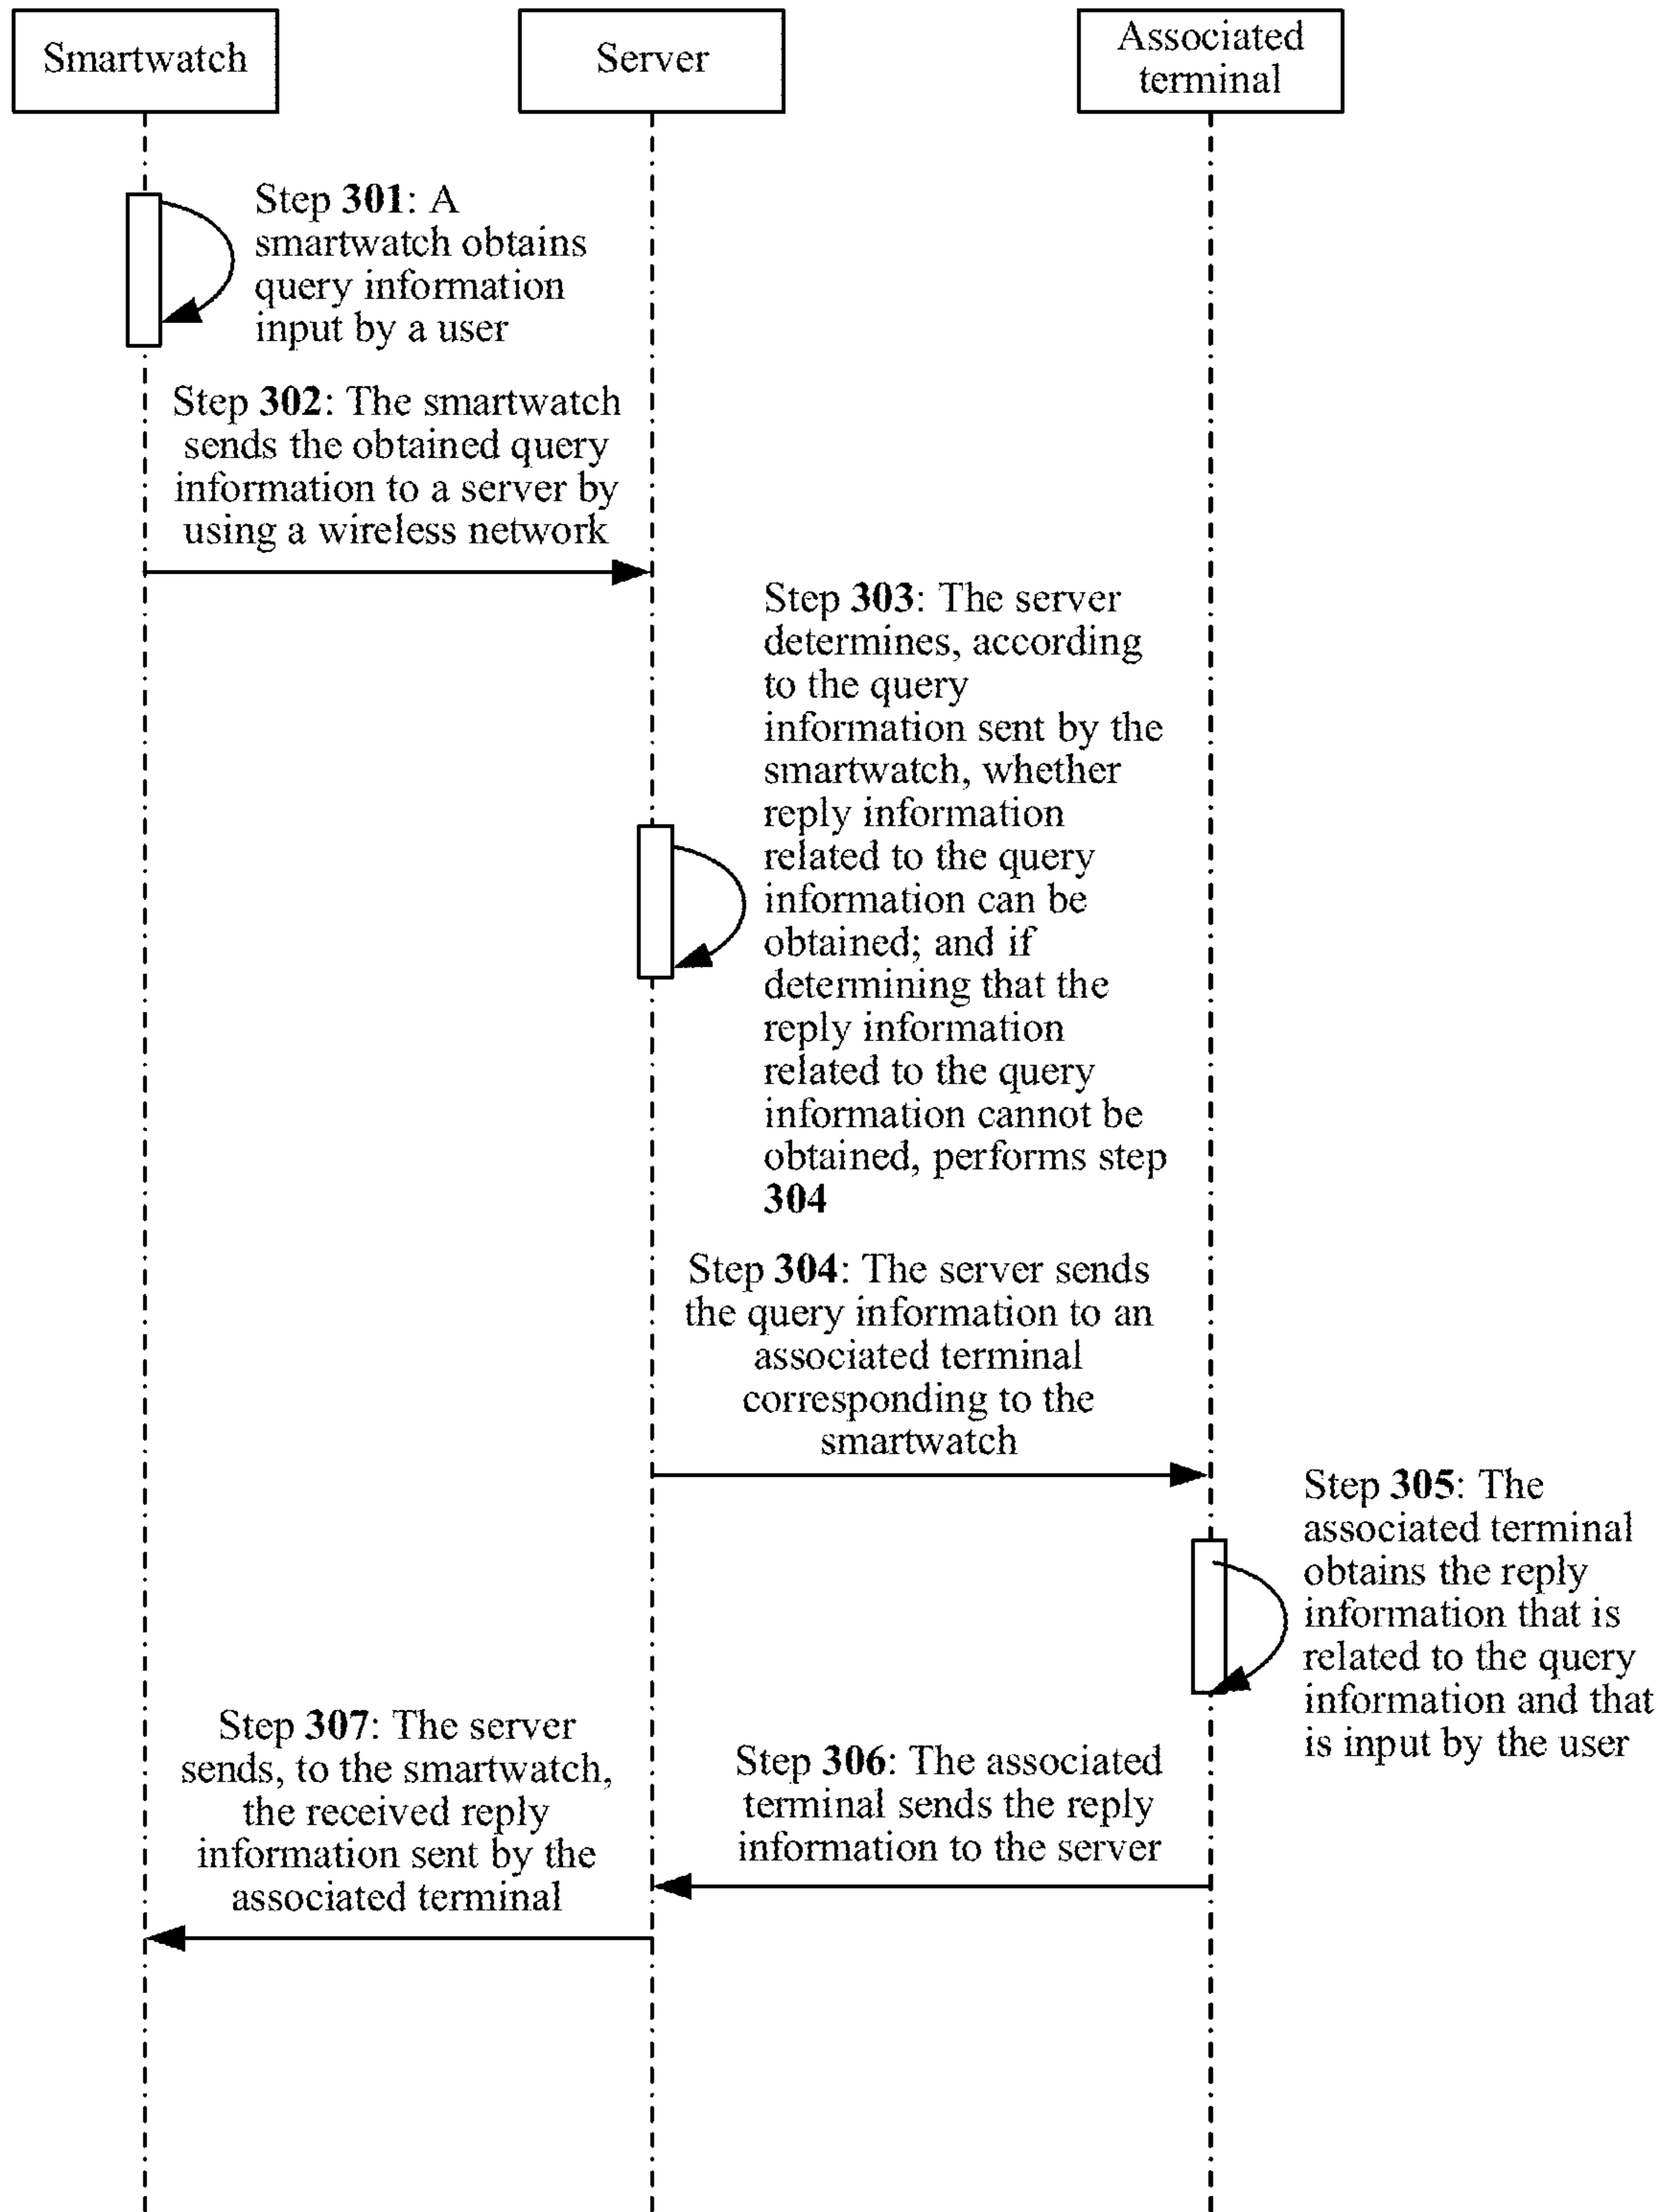 Smartwatch
Server
Associated
terminal
Step 301: A
smartwatch obtains
query information
input by a user
Step 302: The smartwatch
sends the obtained query
information to a server by
using a wireless network
Step 303: The server
determines, according
to the query
information sent by the
smartwatch, whether
reply information
related to the query
information can be
obtained; and if
determining that the
reply information
related to the query
information cannot be
obtained, performs step
304
Step 304: The server sends
the query information to an
associated terminal
corresponding to the
smartwatch
Step 305: The
associated terminal
obtains the reply
information that is
related to the query
information and that
is input by the user
Step 306: The associated
terminal sends the reply
information to the server
Step 307: The server
sends, to the smartwatch,
the received reply
information sent by the
associated terminal